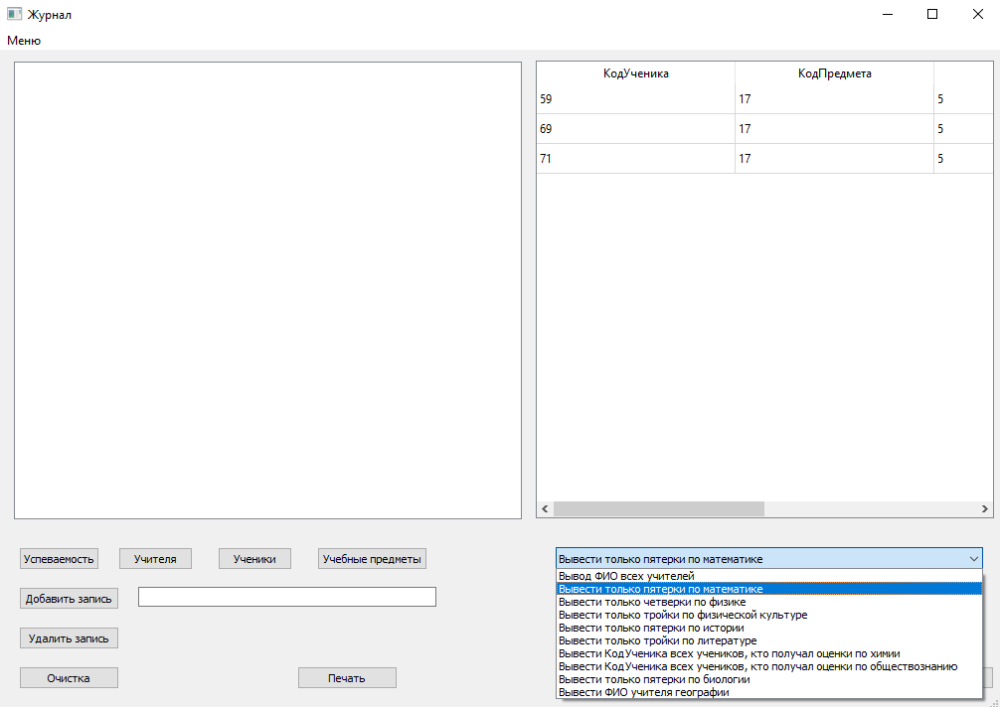 Журнал
Меню
КодУченика КодПредмета
59 17 5
69 17 5
71 17 5
Успеваемость Учителя Ученики Учебные предметы
Добавить запись
Удалить запись
Очистка Печать
Вывести только пятерки по математике
Вывод ФИО всех учителей
Вывести только пятерки по математике
Вывести только четверки по физике
Вывести только тройки по физической культуре
Вывести только пятерки по истории
Вывести только тройки по литературе
Вывести КодУченика всех учеников, кто получал оценки по химии
Вывести КодУченика всех учеников, кто получал оценки по обществознанию
Вывести только пятерки по биологии
Вывести ФИО учителя географии